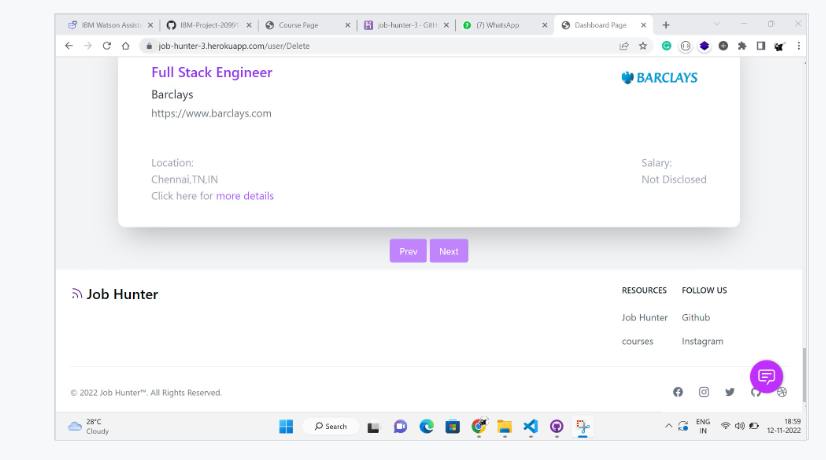 IBM Watson Assist
IBM-Project-2099
Course Page
job-hunter-3 · GitH
(7) WhatsApp
Dashboard Page
job-hunter-3.herokuapp.com/user/Delete
Full Stack Engineer
BARCLAYS
Barclays
https://www.barclays.com
Location:
Salary:
Chennai,TN,IN
Not Disclosed
Click here for more details
Prev
Next
Job Hunter
RESOURCES
FOLLOW US
Job Hunter
Github
courses
Instagram
© 2022 Job Hunter™. All Rights Reserved.
28°C
Cloudy
Search
ENG
IN
18:59
12-11-2022